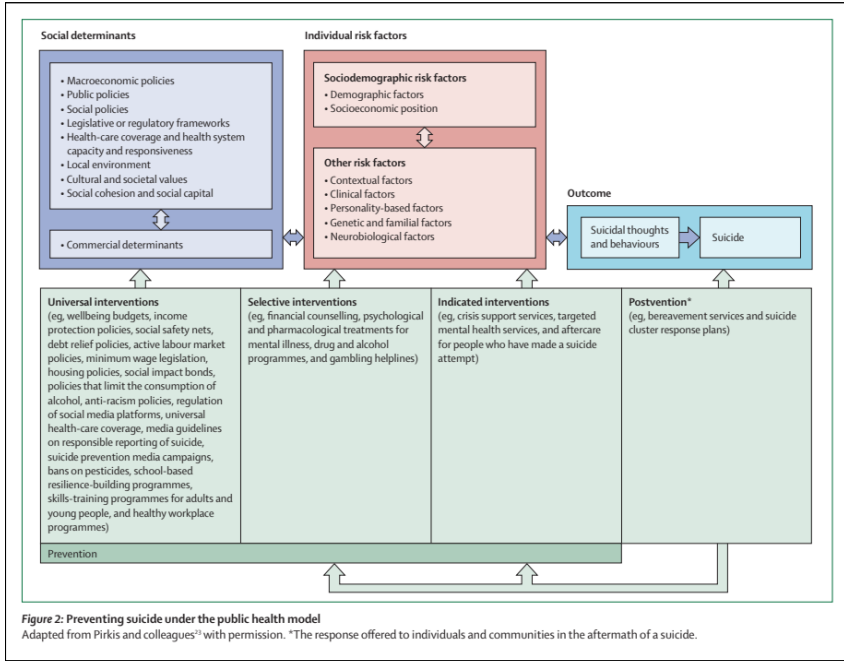 Social determinants
• Macroeconomic policies
• Public policies
• Social policies
• Legislative or regulatory frameworks
• Health-care coverage and health system
capacity and responsiveness
• Local environment
• Cultural and societal values
• Social cohesion and social capital
• Commercial determinants
Individual risk factors
Sociodemographic risk factors
• Demographic factors
• Socioeconomic position
Other risk factors
• Contextual factors
• Clinical factors
• Personality-based factors
• Genetic and familial factors
• Neurobiological factors
Outcome
Suicidal thoughts
and behaviours
Suicide
Universal interventions
(eg, wellbeing budgets, income
protection policies, social safety nets,
debt relief policies, active labour market
policies, minimum wage legislation,
housing policies, social impact bonds,
policies that limit the consumption of
alcohol, anti-racism policies, regulation
of social media platforms, universal
health-care coverage, media guidelines
on responsible reporting of suicide,
suicide prevention media campaigns,
bans on pesticides, school-based
resilience-building programmes,
skills-training programmes for adults and
young people, and healthy workplace
programmes)
Selective interventions
(eg, financial counselling, psychological
and pharmacological treatments for
mental illness, drug and alcohol
programmes, and gambling helplines)
Indicated interventions
(eg, crisis support services, targeted
mental health services, and aftercare
for people who have made a suicide
attempt)
Postvention*
(eg, bereavement services and suicide
cluster response plans)
Prevention
Figure 2: Preventing suicide under the public health model
Adapted from Pirkis and colleagues²³ with permission. *The response offered to individuals and communities in the aftermath of a suicide.